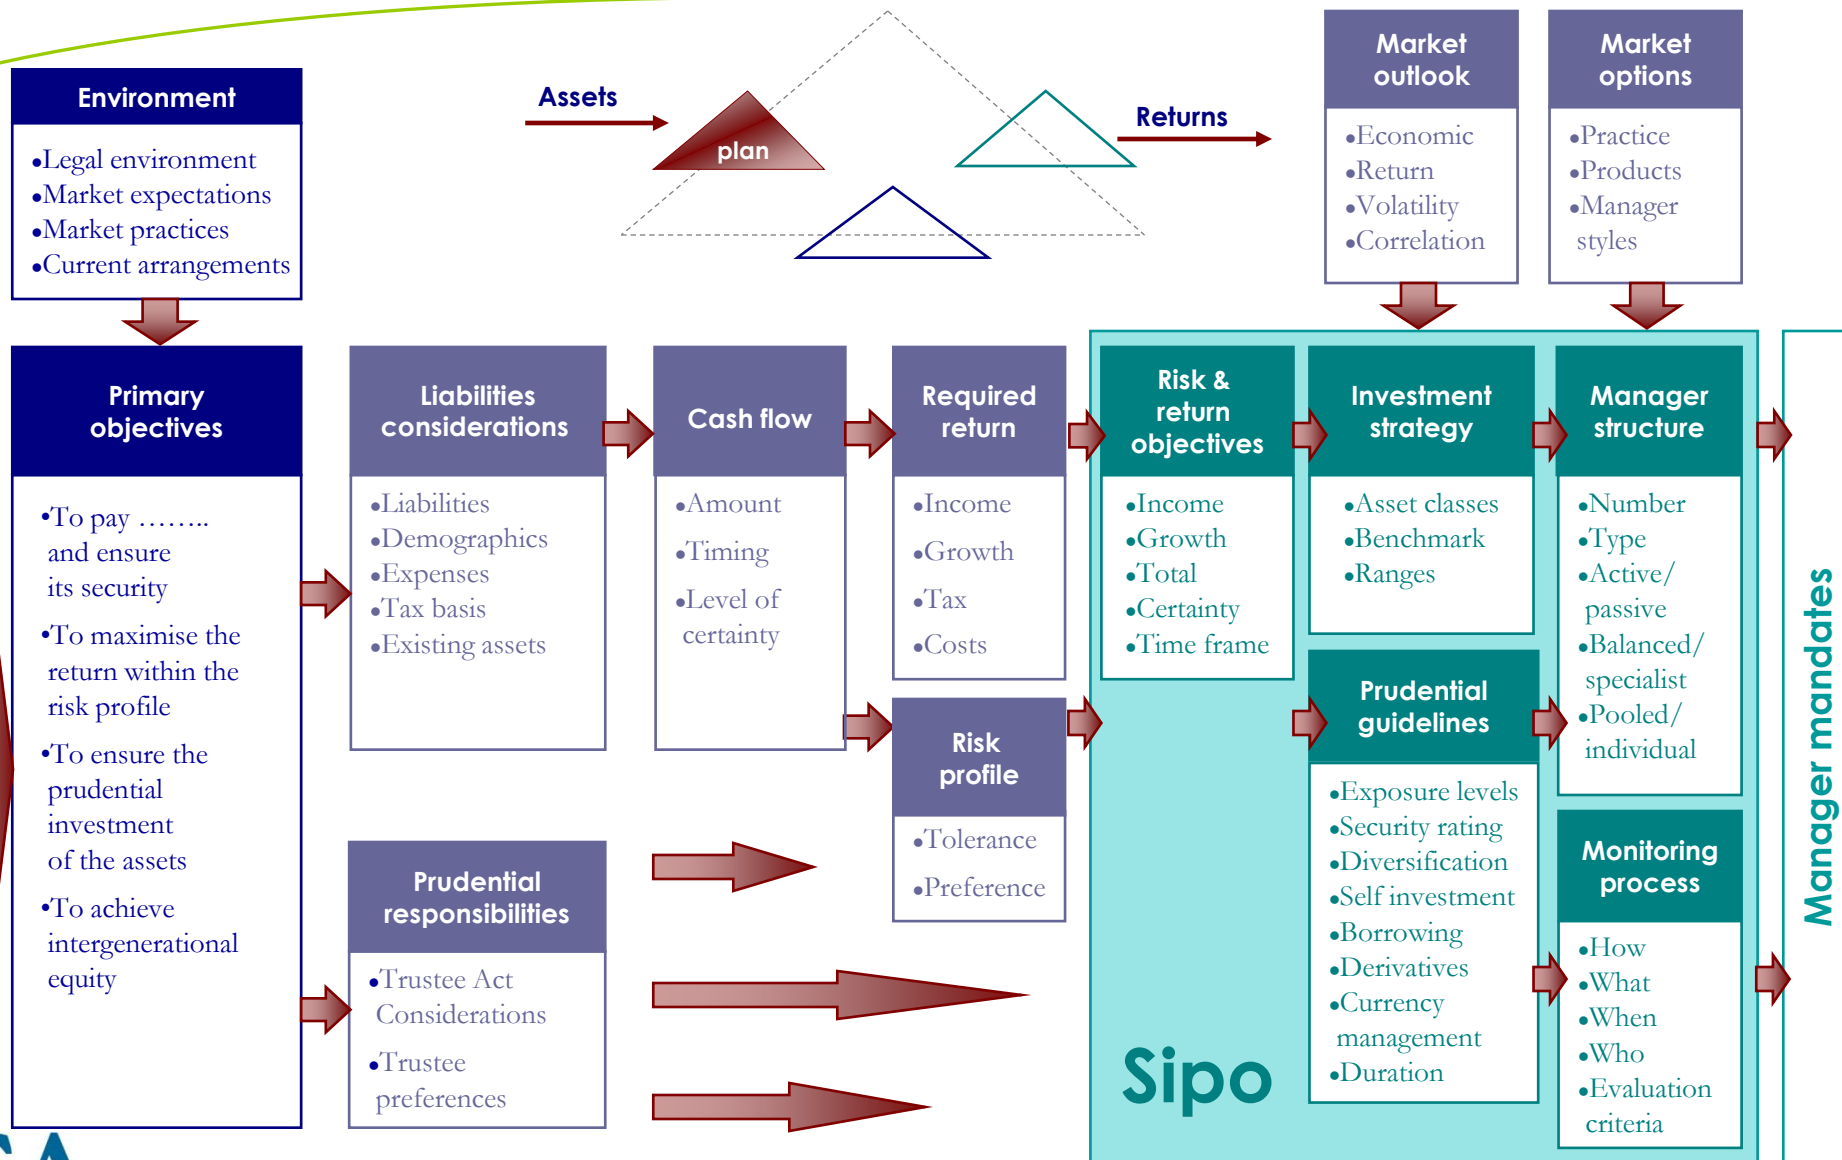 Environment
•Legal environment
•Market expectations
•Market practices
•Current arrangements
Assets
plan
Returns
Market
outlook
•Economic
•Return
•Volatility
•Correlation
Market
options
•Practice
•Products
•Manager
styles
Primary
objectives
•To pay ……..
and ensure
its security
•To maximise the
return within the
risk profile
•To ensure the
prudential
investment
of the assets
•To achieve
intergenerational
equity
Liabilities
considerations
•Liabilities
•Demographics
•Expenses
•Tax basis
•Existing assets
Prudential
responsibilities
•Trustee Act
Considerations
•Trustee
preferences
Cash flow
•Amount
•Timing
•Level of
certainty
Required
return
•Income
•Growth
•Tax
•Costs
Risk
profile
•Tolerance
•Preference
Risk &
return
objectives
•Income
•Growth
•Total
•Certainty
•Time frame
Sipo
Investment
strategy
•Asset classes
•Benchmark
•Ranges
Prudential
guidelines
•Exposure levels
•Security rating
•Diversification
•Self investment
•Borrowing
•Derivatives
•Currency
management
•Duration
Manager
structure
•Number
•Type
•Active/
passive
•Balanced/
specialist
•Pooled/
individual
Monitoring
process
•How
•What
•When
•Who
•Evaluation
criteria
Manager mandates